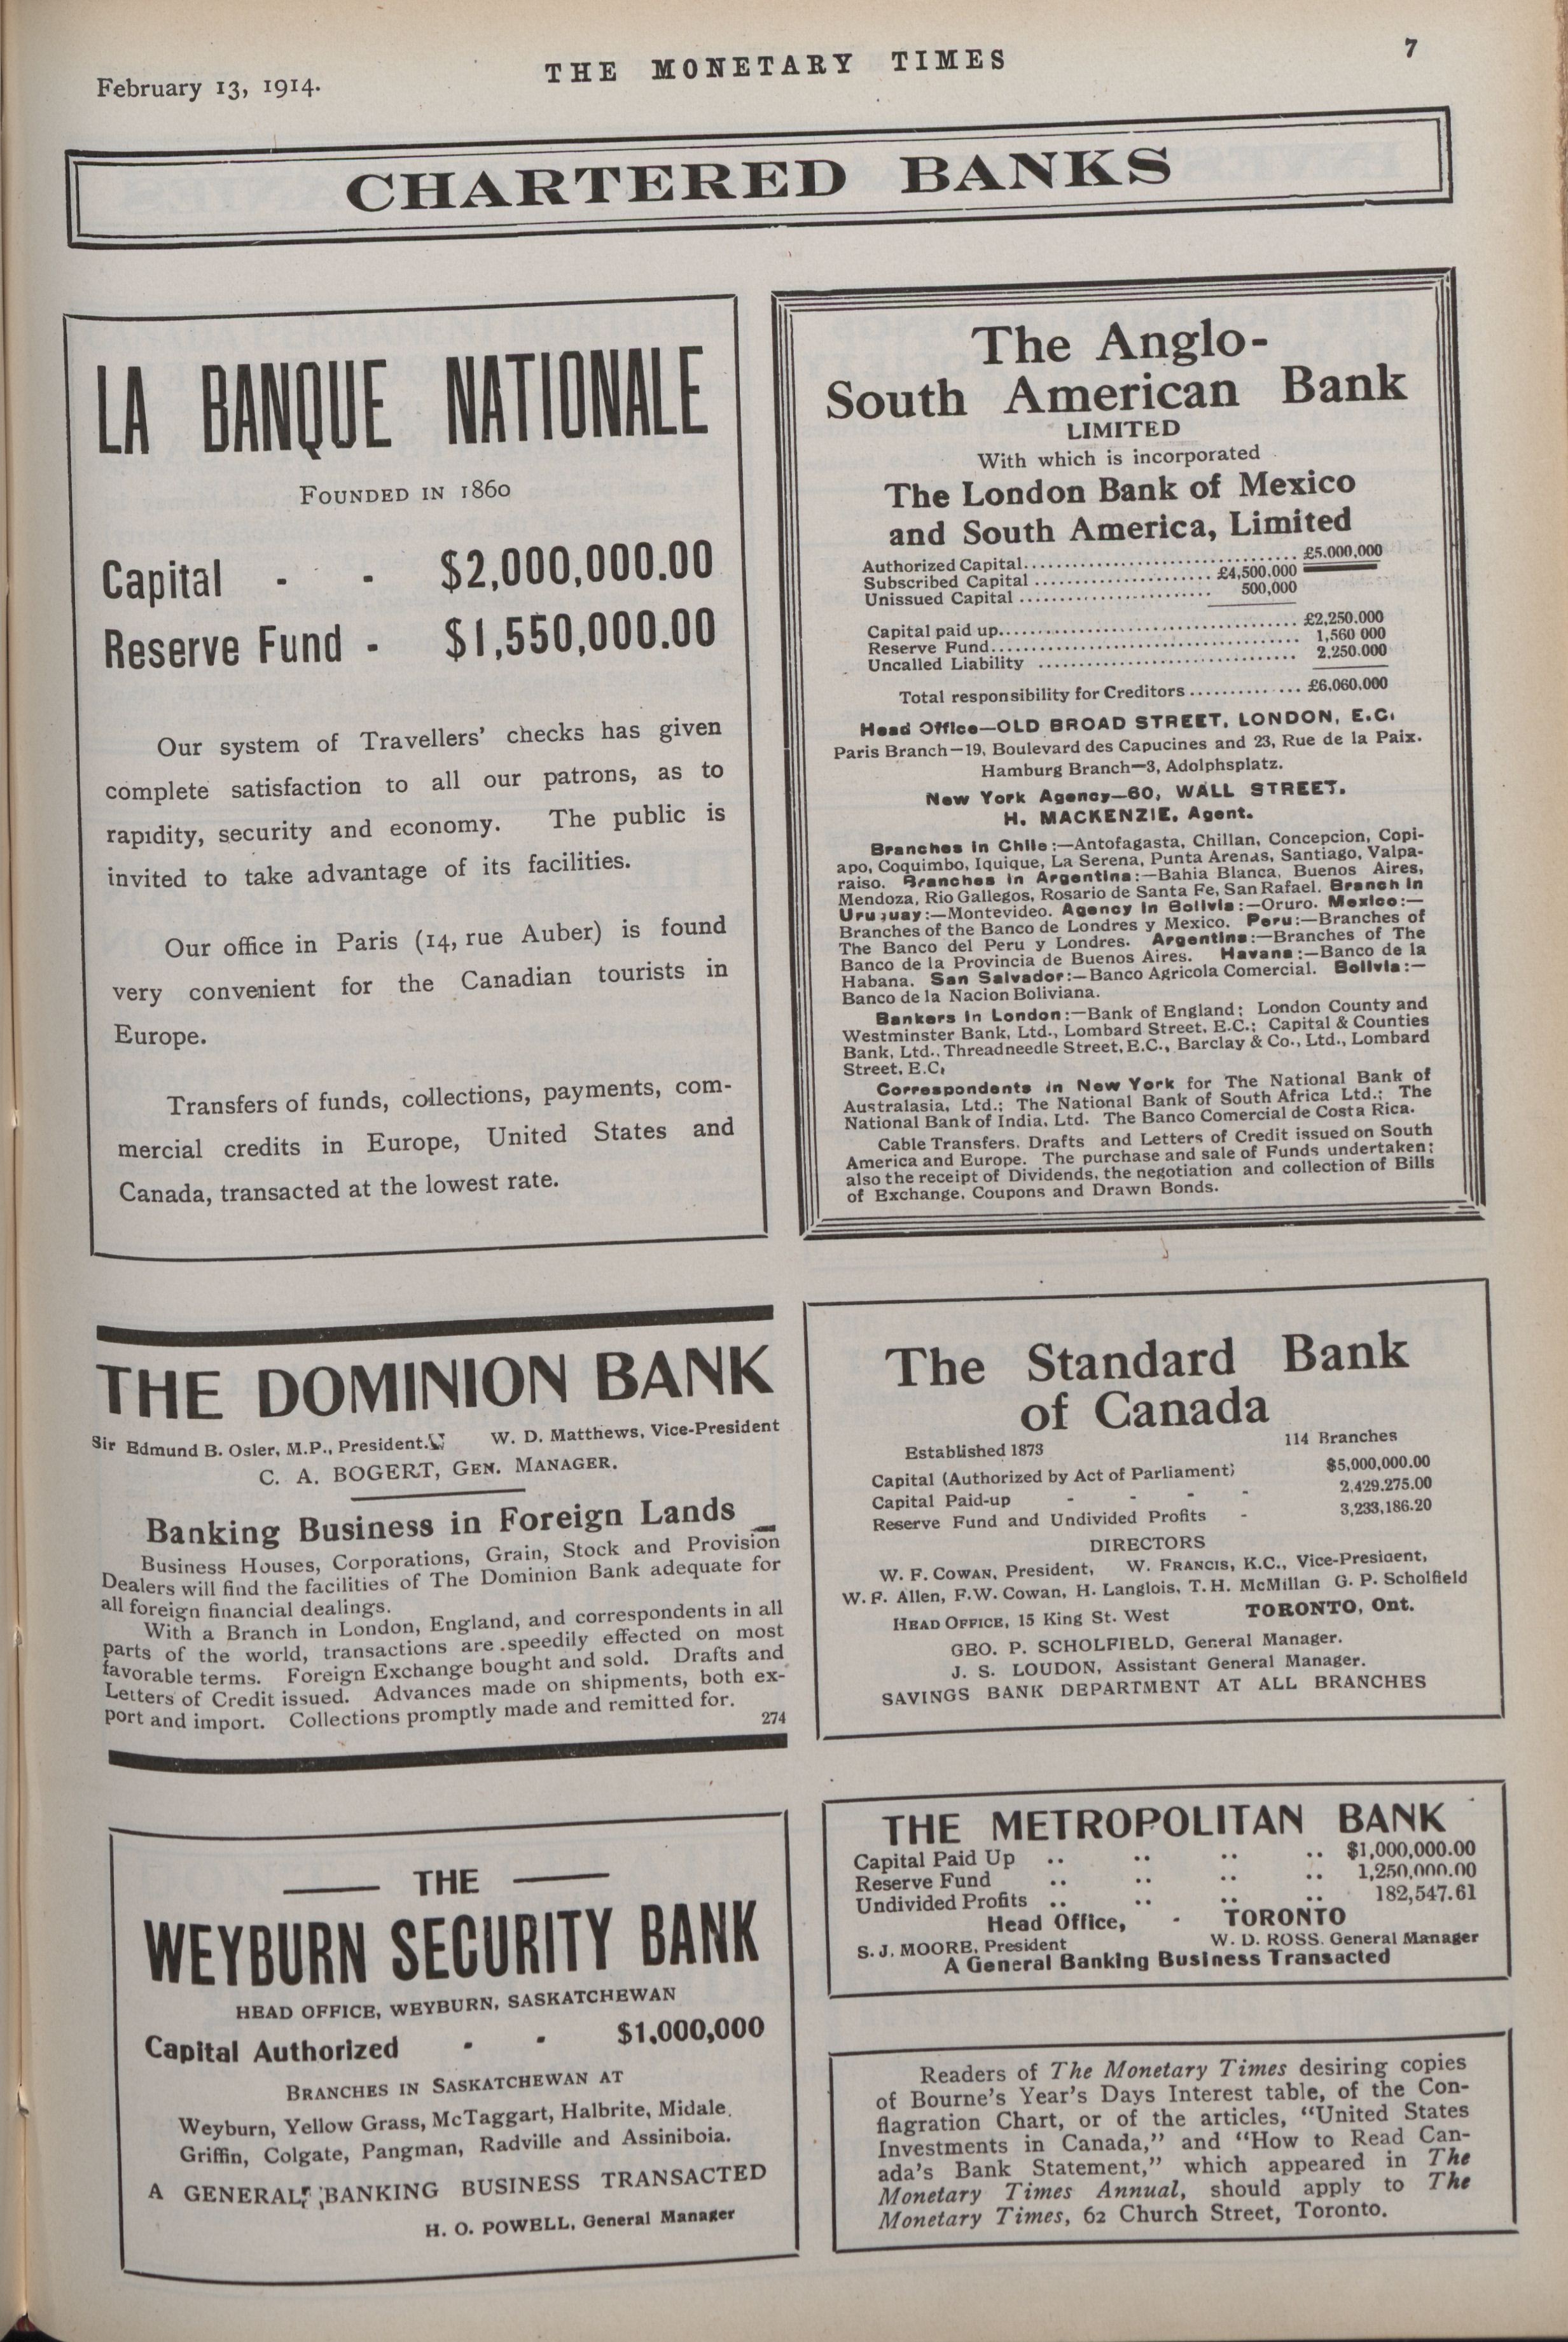 February 13, 1914.
THE MONETARY TIMES
7
CHARTERED BANKS
LA BANQUE NATIONALE
FOUNDED IN 1860
Capital - - $2,000,000.00
Reserve Fund - $1,550,000.00
Our system of Travellers' checks has given
complete satisfaction to all our patrons, as to
rapidity, security and economy. The public is
invited to take advantage of its facilities.
Our office in Paris (14, rue Auber) is found
very convenient for the Canadian tourists in
Europe.
Transfers of funds, collections, payments, com-
mercial credits in Europe, United States and
Canada, transacted at the lowest rate.
The Anglo-
South American Bank
LIMITED
With which is incorporated
The London Bank of Mexico
and South America, Limited
Authorized Capital........................... £5.000,000
Subscribed Capital .................... £4,500.000
Unissued Capital ...................... 500,000
Capital paid up................................ £2,250.000
Reserve Fund................................. 1,560 000
Uncalled Liability ............................ 2.250.000
Total responsibility for Creditors............. £6,060,000
Head Office—OLD BROAD STREET, LONDON, E.C.
Paris Branch—19, Boulevard des Capucines and 23, Rue de la Paix.
Hamburg Branch—3, Adolphsplatz.
New York Agency—60, WALL STREET.
H. MACKENZIE, Agent.
Branches in Chile:—Antofagasta, Chillan, Concepcion, Copi-
apo, Coquimbo, Iquique, La Serena, Punta Arenas, Santiago, Valpa-
raiso. Branches in Argentina:—Bahia Blanca, Buenos Aires,
Mendoza, Rio Gallegos, Rosario de Santa Fe, San Rafael. Branch in
Uruguay:—Montevideo. Agency in Bolivia:—Oruro. Mexico:—
Branches of the Banco de Londres y Mexico. Peru:—Branches of
The Banco del Peru y Londres. Argentina:—Branches of The
Banco de la Provincia de Buenos Aires. Havana:—Banco de la
Habana. San Salvador:—Banco Agricola Comercial. Bolivia:—
Banco de la Nacion Boliviana.
Bankers in London:—Bank of England; London County and
Westminster Bank, Ltd., Lombard Street, E.C.; Capital & Counties
Bank, Ltd., Threadneedle Street, E.C., Barclay & Co., Ltd., Lombard
Street, E.C.
Correspondents in New York for The National Bank of
Australasia, Ltd.; The National Bank of South Africa Ltd.; The
National Bank of India, Ltd. The Banco Comercial de Costa Rica.
Cable Transfers, Drafts and Letters of Credit issued on South
America and Europe. The purchase and sale of Funds undertaken;
also the receipt of Dividends, the negotiation and collection of Bills
of Exchange, Coupons and Drawn Bonds.
THE DOMINION BANK
Sir Edmund B. Osler, M.P., President. W. D. Matthews, Vice-President
C. A. BOGERT, GEN. MANAGER.
Banking Business in Foreign Lands
Business Houses, Corporations, Grain, Stock and Provision
Dealers will find the facilities of The Dominion Bank adequate for
all foreign financial dealings.
With a Branch in London, England, and correspondents in all
parts of the world, transactions are speedily effected on most
favorable terms. Foreign Exchange bought and sold. Drafts and
Letters of Credit issued. Advances made on shipments, both ex-
port and import. Collections promptly made and remitted for.
274
The Standard Bank
of Canada
Established 1873 114 Branches
Capital (Authorized by Act of Parliament) $5,000,000.00
Capital Paid-up - - - - 2,429.275.00
Reserve Fund and Undivided Profits - 3,233,186.20
DIRECTORS
W. F. COWAN, President, W. FRANCIS, K.C., Vice-President,
W. F. Allen, F.W. Cowan, H. Langlois, T. H. McMillan G. P. Scholfield
HEAD OFFICE, 15 King St. West TORONTO, Ont.
GEO. P. SCHOLFIELD, General Manager.
J. S. LOUDON, Assistant General Manager.
SAVINGS BANK DEPARTMENT AT ALL BRANCHES
THE
WEYBURN SECURITY BANK
HEAD OFFICE, WEYBURN, SASKATCHEWAN
Capital Authorized - - $1,000,000
BRANCHES IN SASKATCHEWAN AT
Weyburn, Yellow Grass, McTaggart, Halbrite, Midale,
Griffin, Colgate, Pangman, Radville and Assiniboia.
A GENERAL BANKING BUSINESS TRANSACTED
H. O. POWELL, General Manager
THE METROPOLITAN BANK
Capital Paid Up .. .. .. .. $1,000,000.00
Reserve Fund .. .. .. .. 1,250,000.00
Undivided Profits .. .. .. .. 182,547.61
Head Office, - TORONTO
S. J. MOORE, President W. D. ROSS. General Manager
A General Banking Business Transacted
Readers of The Monetary Times desiring copies
of Bourne's Year's Days Interest table, of the Con-
flagration Chart, or of the articles, "United States
Investments in Canada," and "How to Read Can-
ada's Bank Statement," which appeared in The
Monetary Times Annual, should apply to The
Monetary Times, 62 Church Street, Toronto.